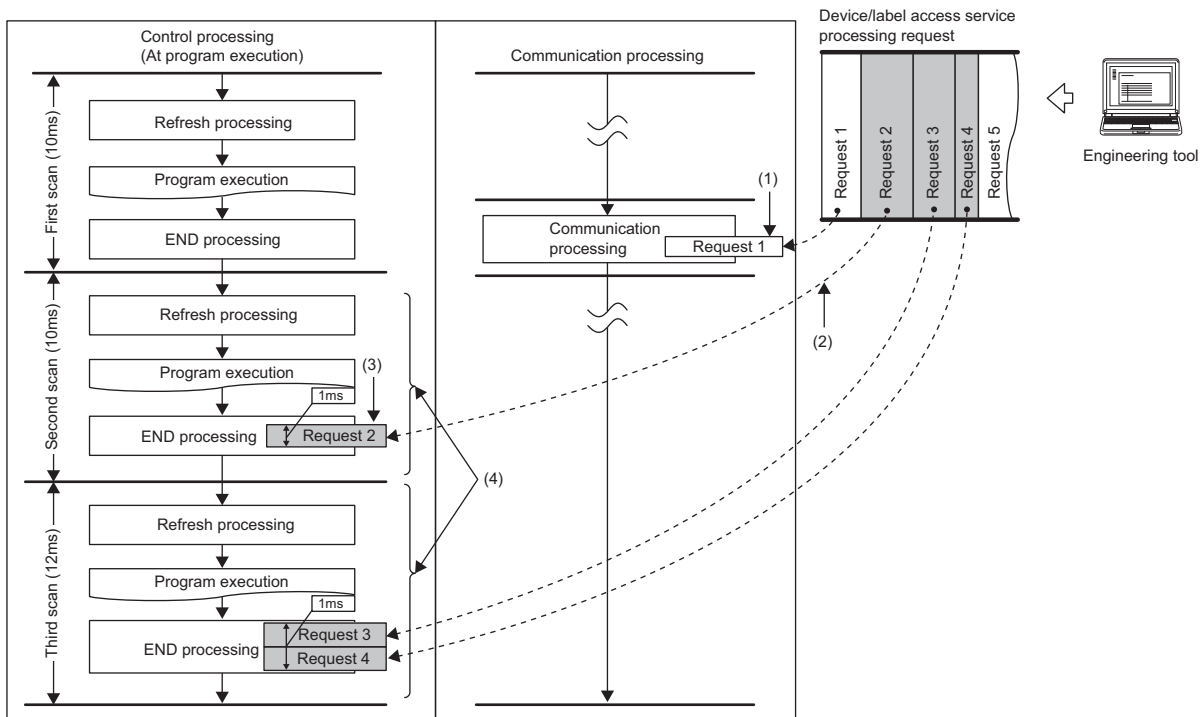 Control processing
(At program execution)
First scan (10ms)
Refresh processing
Program execution
END processing
Second scan (10ms)
Refresh processing
Program execution
1ms
(3)
END processing
Request 2
Third scan (12ms)
Refresh processing
Program execution
1ms
END processing
Request 3
Request 4
(4)
Communication processing
(1)
Communication
processing
Request 1
(2)
Device/label access service
processing request
Request 1
Request 2
Request 3
Request 4
Request 5
Engineering tool